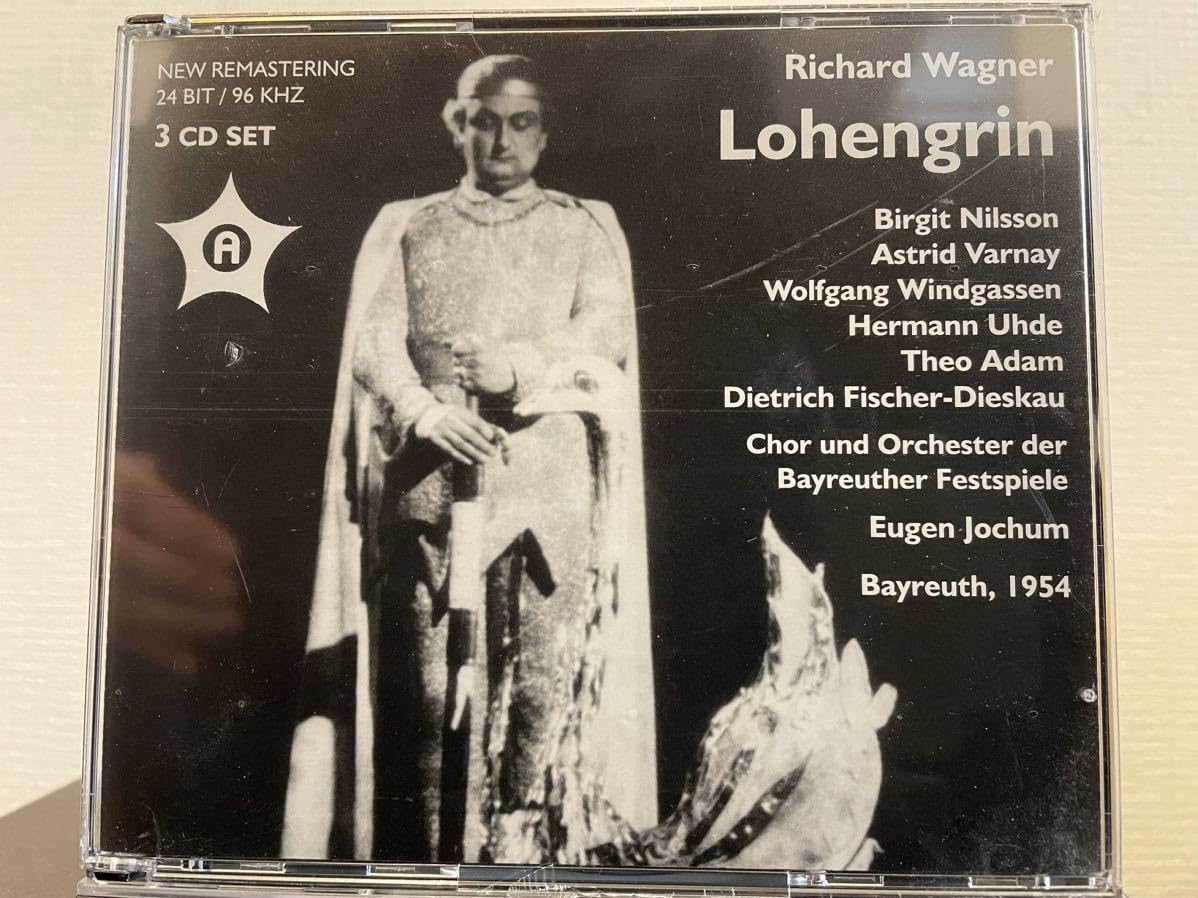 NEW REMASTERING
24 BIT / 96 KHZ
3 CD SET
A
Richard Wagner
Lohengrin
Birgit Nilsson
Astrid Varnay
Wolfgang Windgassen
Hermann Uhde
Theo Adam
Dietrich Fischer-Dieskau
Chor und Orchester der
Bayreuther Festspiele
Eugen Jochum
Bayreuth, 1954